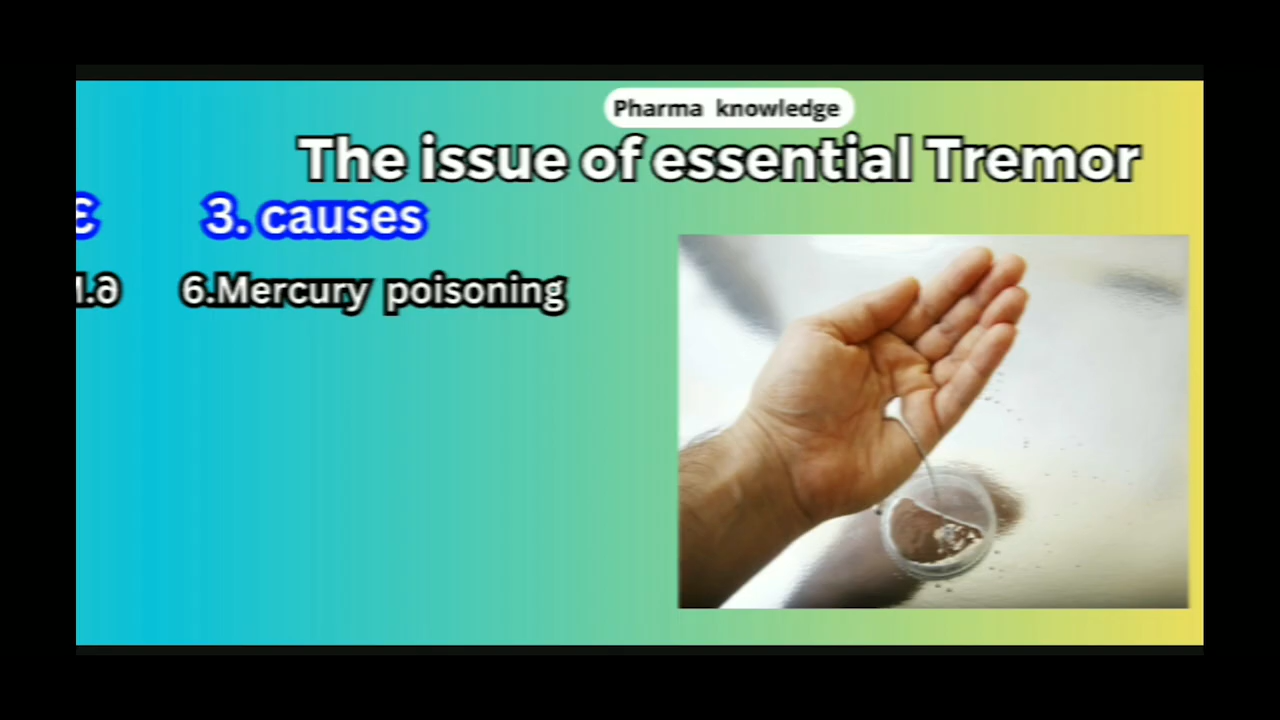 Pharma knowledge
The issue of essential Tremor
3. causes
6.Mercury poisoning